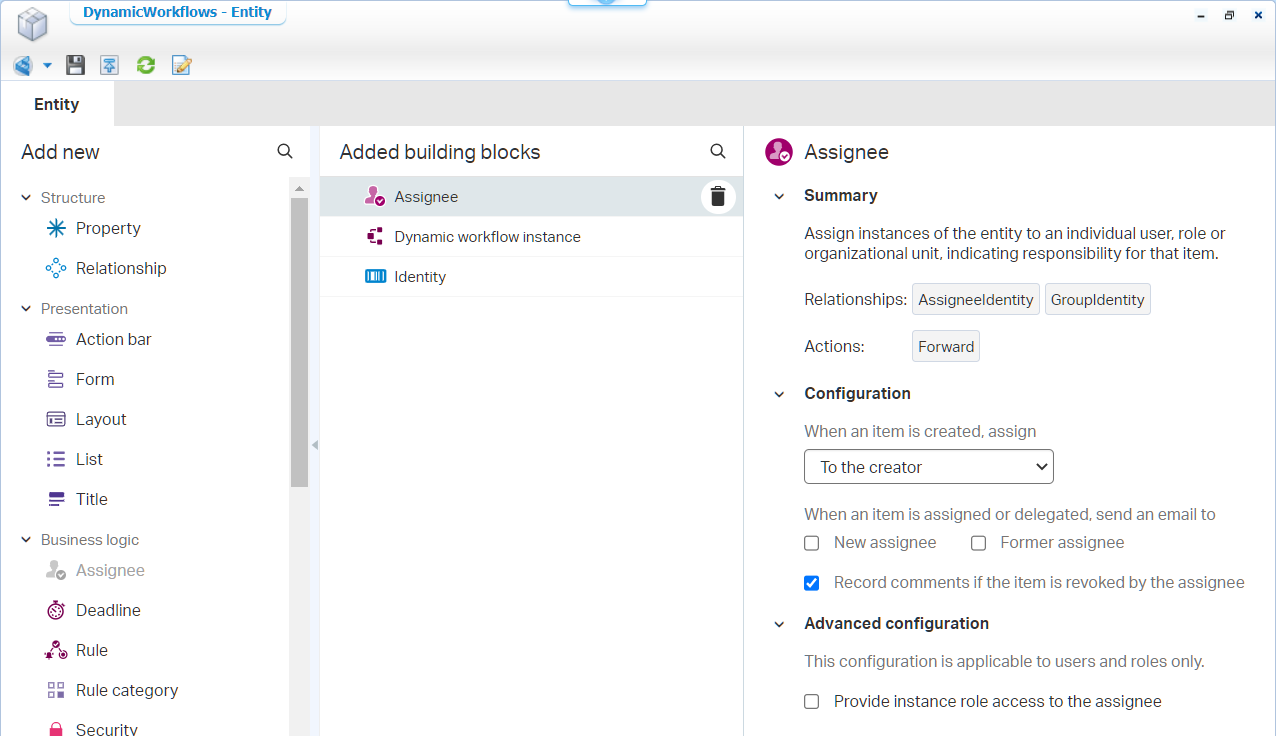 DynamicWorkflows - Entity
Entity
Add new
Structure
Property
Relationship
Presentation
Action bar
Form
Layout
List
Title
Business logic
Assignee
Deadline
Rule
Rule category
Security
Added building blocks
Assignee
Dynamic workflow instance
Identity
Assignee
Summary
Assign instances of the entity to an individual user, role or
organizational unit, indicating responsibility for that item.
Relationships: AssigneeIdentity GroupIdentity
Actions: Forward
Configuration
When an item is created, assign
To the creator
When an item is assigned or delegated, send an email to
New assignee Former assignee
Record comments if the item is revoked by the assignee
Advanced configuration
This configuration is applicable to users and roles only.
Provide instance role access to the assignee